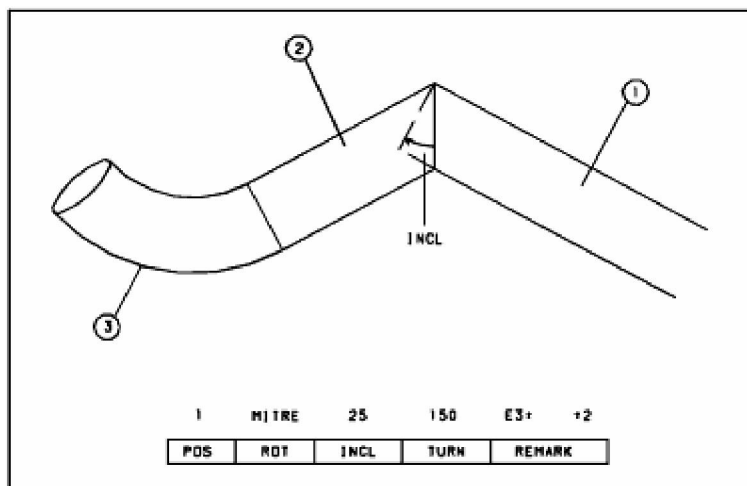 2
1
INCL
3
1 MITRE 25 150 E3+ +2
POS ROT INCL TURN REMARK